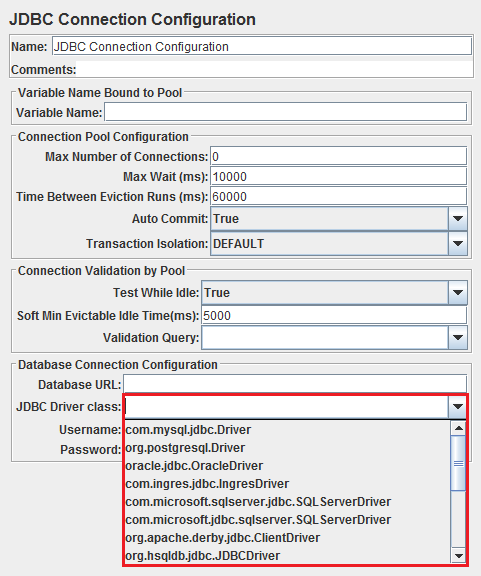 JDBC Connection Configuration
Name: JDBC Connection Configuration
Comments:
Variable Name Bound to Pool
Variable Name:
Connection Pool Configuration
Max Number of Connections: 0
Max Wait (ms): 10000
Time Between Eviction Runs (ms): 60000
Auto Commit: True
Transaction Isolation: DEFAULT
Connection Validation by Pool
Test While Idle: True
Soft Min Evictable Idle Time(ms): 5000
Validation Query:
Database Connection Configuration
Database URL:
JDBC Driver class:
Username: com.mysql.jdbc.Driver
Password: org.postgresql.Driver
oracle.jdbc.OracleDriver
com.ingres.jdbc.IngresDriver
com.microsoft.sqlserver.jdbc.SQLServerDriver
com.microsoft.jdbc.sqlserver.SQLServerDriver
org.apache.derby.jdbc.ClientDriver
org.hsqldb.jdbc.JDBCDriver